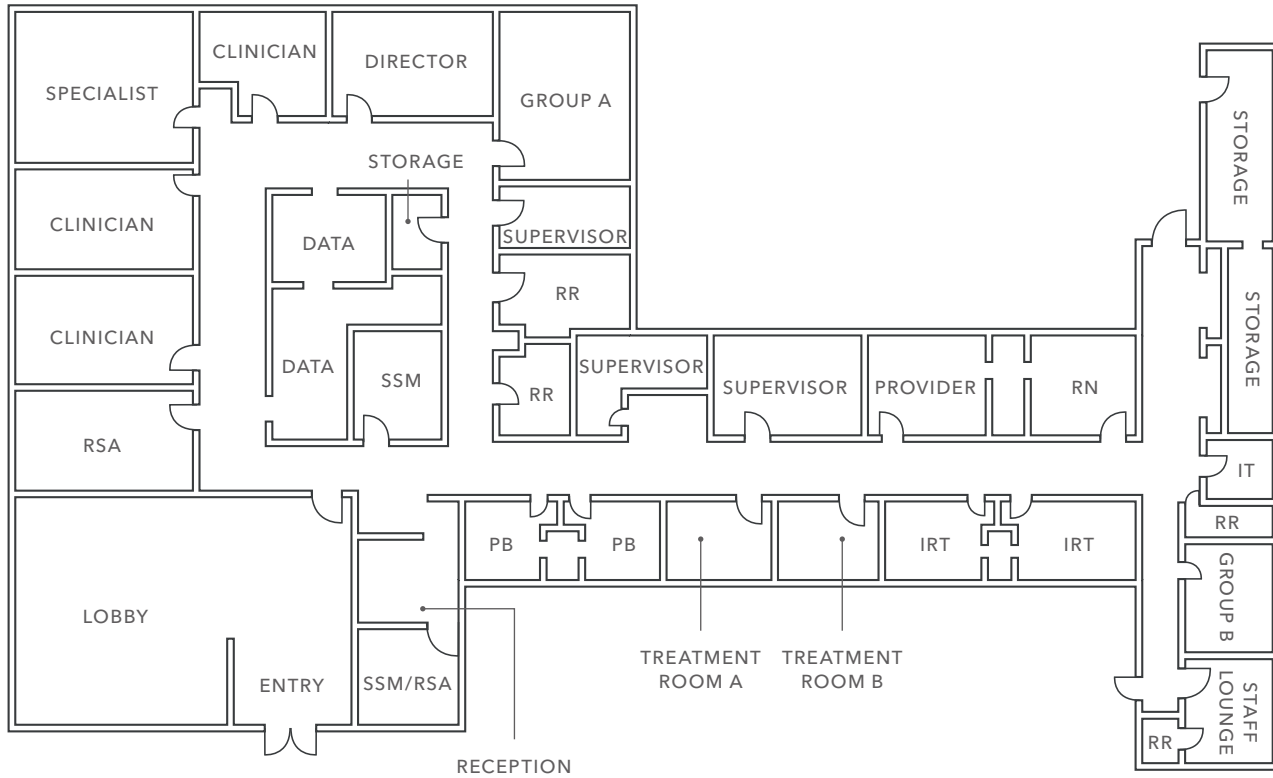 CLINICIAN
DIRECTOR
SPECIALIST
GROUP A
STORAGE
STORAGE
CLINICIAN
DATA
SUPERVISOR
RR
STORAGE
CLINICIAN
DATA
SSM
RR
SUPERVISOR
SUPERVISOR
PROVIDER
RN
RSA
IT
RR
PB
PB
IRT
IRT
GROUP B
LOBBY
TREATMENT
ROOM A
TREATMENT
ROOM B
ENTRY
SSM/RSA
STAFF
LOUNGE
RR
RECEPTION